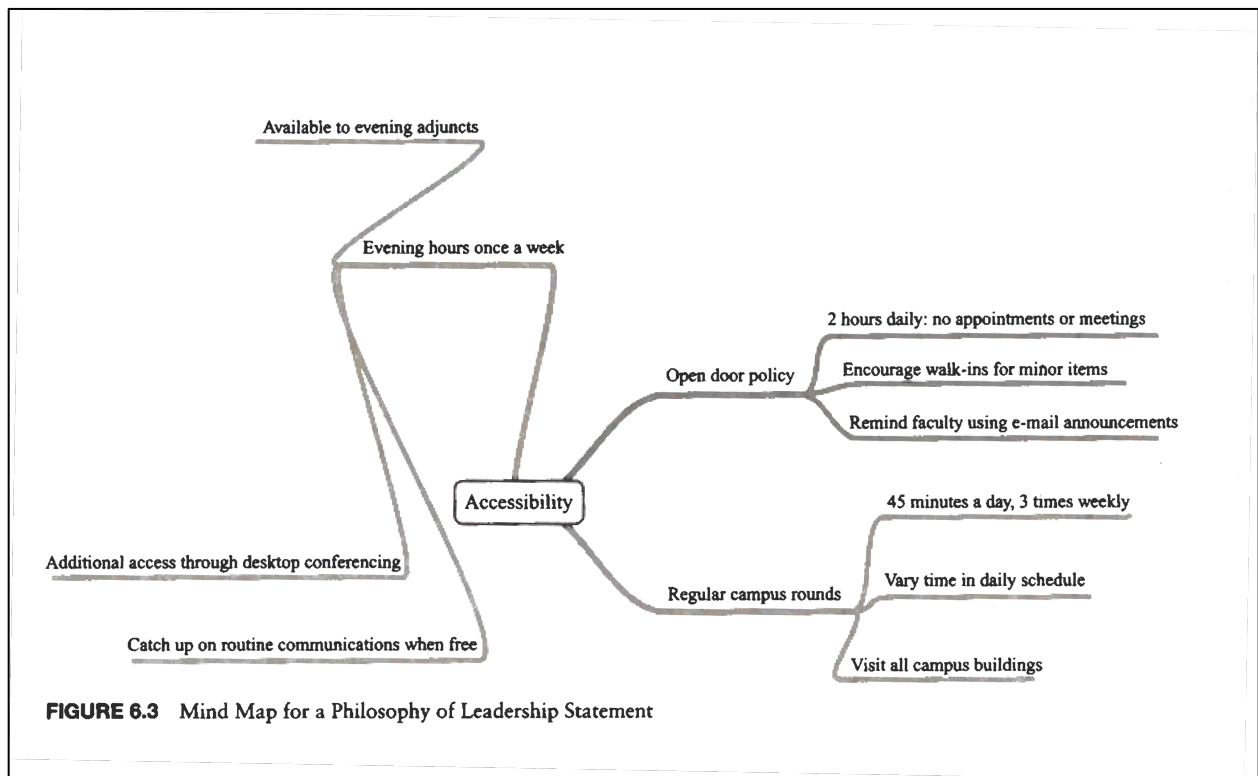 Available to evening adjuncts
Evening hours once a week
2 hours daily: no appointments or meetings
Open door policy
Encourage walk-ins for minor items
Remind faculty using e-mail announcements
Accessibility
45 minutes a day, 3 times weekly
Additional access through desktop conferencing
Vary time in daily schedule
Regular campus rounds
Catch up on routine communications when free
Visit all campus buildings
FIGURE 6.3 Mind Map for a Philosophy of Leadership Statement